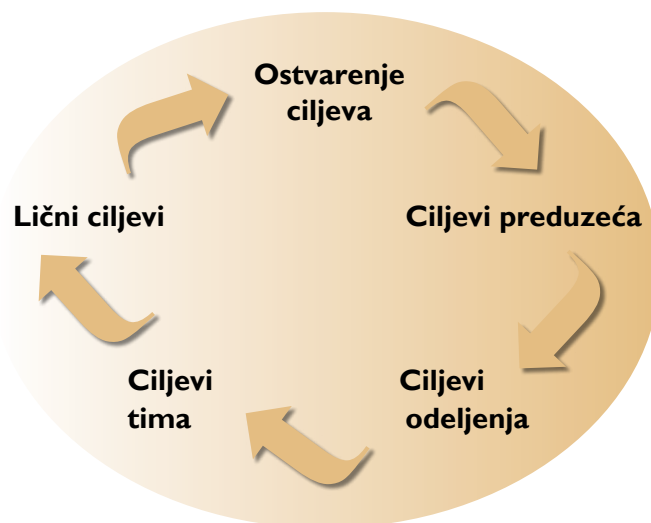 Ostvarenje
ciljeva
Lični ciljevi
Ciljevi preduzeća
Ciljevi
tima
Ciljevi
odeljenja